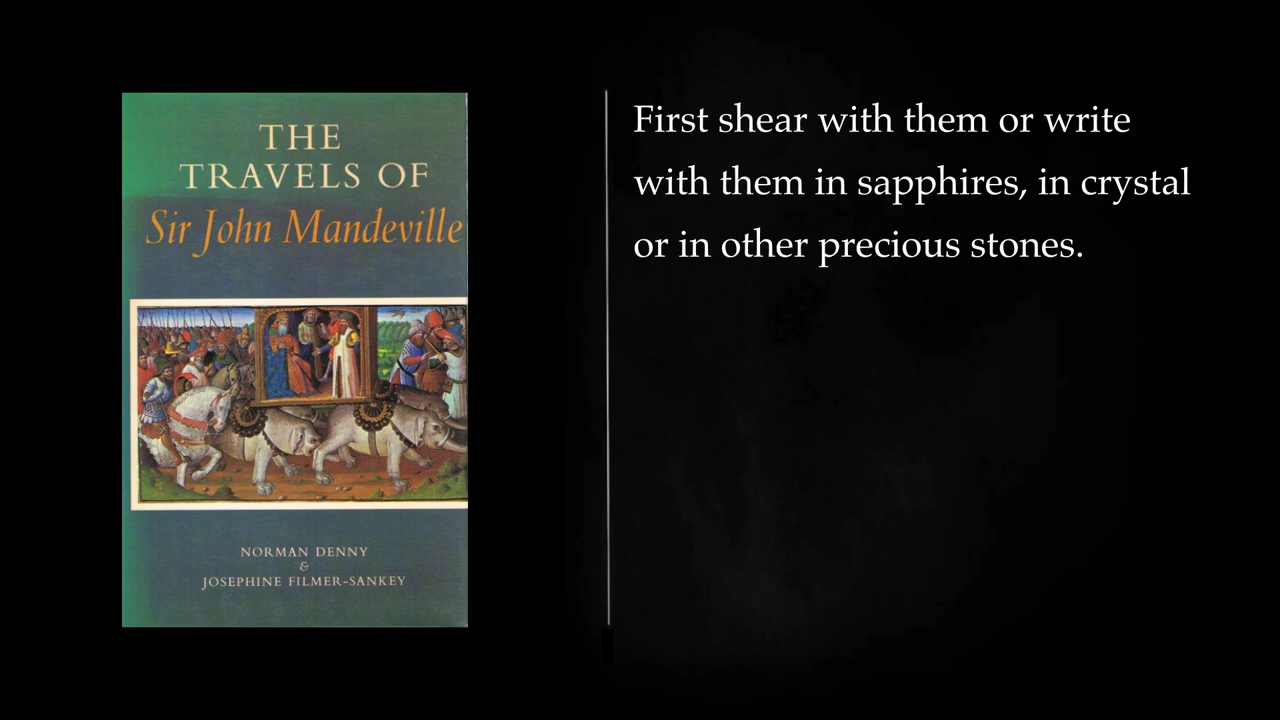 THE
TRAVELS OF
Sir John Mandeville
NORMAN DENNY
&
JOSEPHINE FILMER-SANKEY
First shear with them or write
with them in sapphires, in crystal
or in other precious stones.